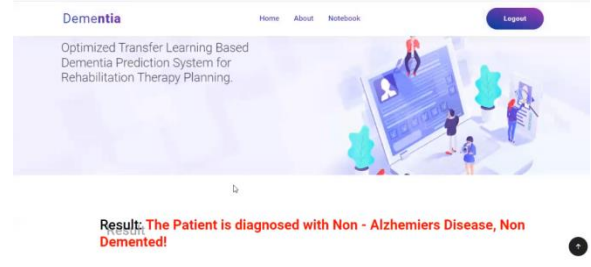 Dementia Home About Notebook Logout
Optimized Transfer Learning Based
Dementia Prediction System for
Rehabilitation Therapy Planning.
Result
Result: The Patient is diagnosed with Non - Alzhemiers Disease, Non
Demented!